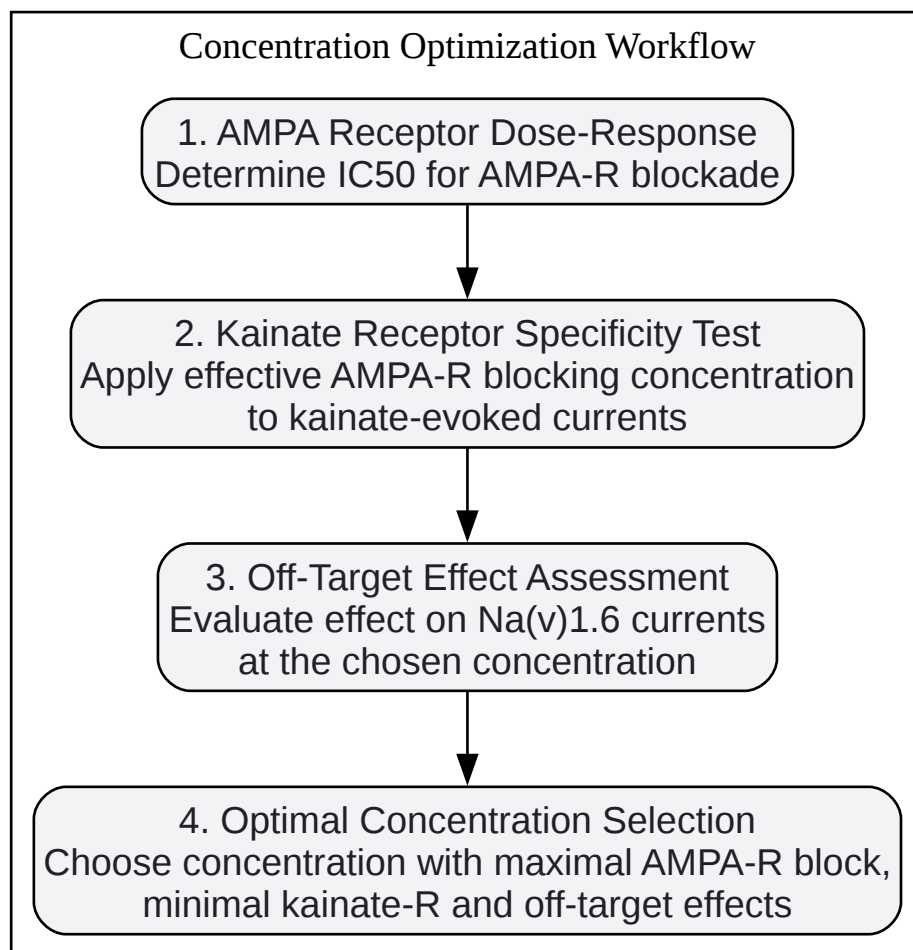 Concentration Optimization Workflow
1. AMPA Receptor Dose-Response
Determine IC50 for AMPA-R blockade
2. Kainate Receptor Specificity Test
Apply effective AMPA-R blocking concentration
to kainate-evoked currents
3. Off-Target Effect Assessment
Evaluate effect on Na(v)1.6 currents
at the chosen concentration
4. Optimal Concentration Selection
Choose concentration with maximal AMPA-R block,
minimal kainate-R and off-target effects